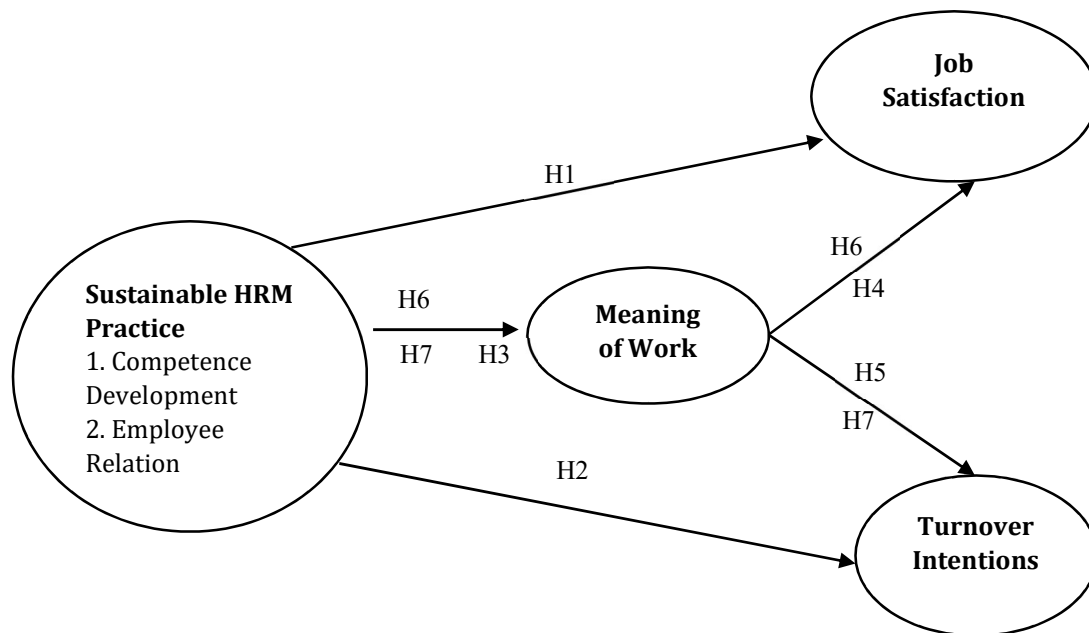 Job
Satisfaction
H1
H6
H4
Sustainable HRM
Practice
1. Competence
Development
2. Employee
Relation
H6
H7 H3
Meaning
of Work
H5
H7
H2
Turnover
Intentions